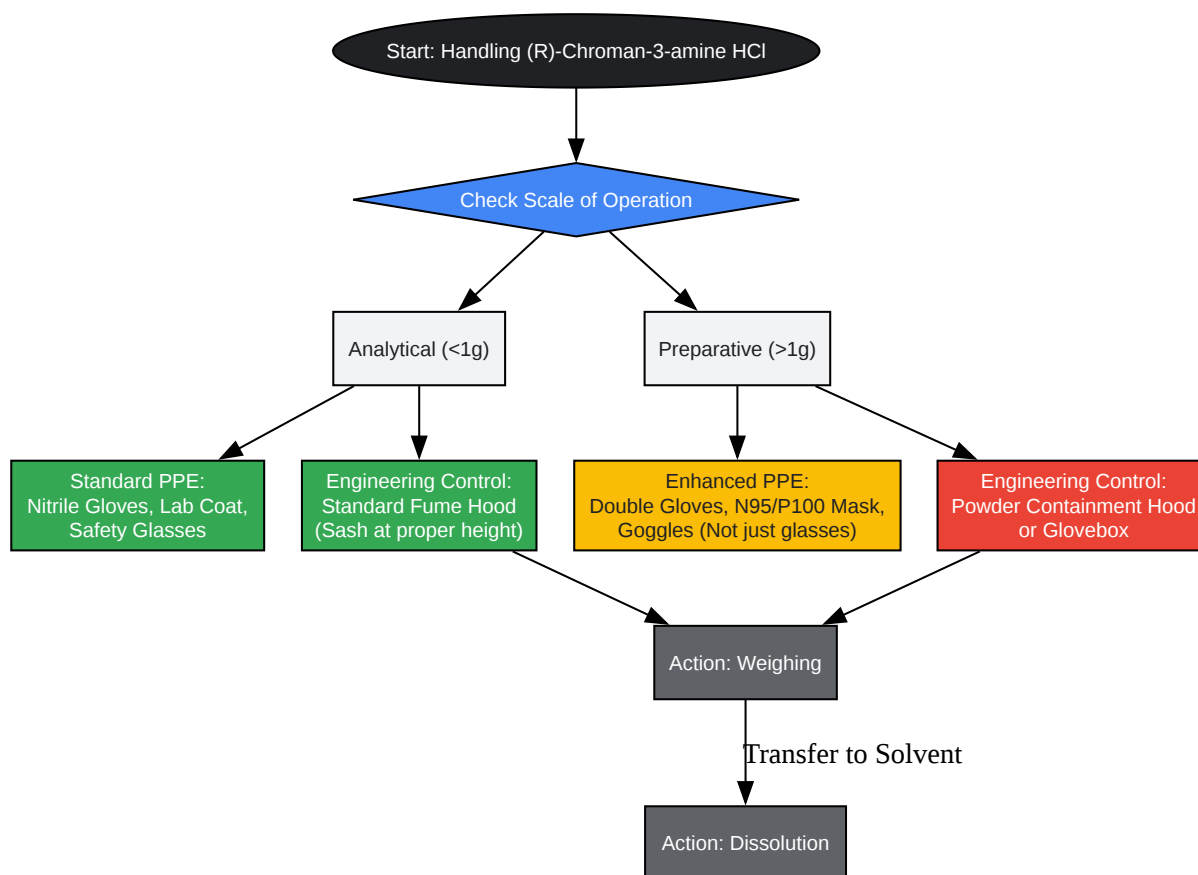 Start: Handling (R)-Chroman-3-amine HCl
Check Scale of Operation
Analytical (<1g)
Preparative (>1g)
Standard PPE:
Nitrile Gloves, Lab Coat,
Safety Glasses
Engineering Control:
Standard Fume Hood
(Sash at proper height)
Enhanced PPE:
Double Gloves, N95/P100 Mask,
Goggles (Not just glasses)
Engineering Control:
Powder Containment Hood
or Glovebox
Action: Weighing
Transfer to Solvent
Action: Dissolution